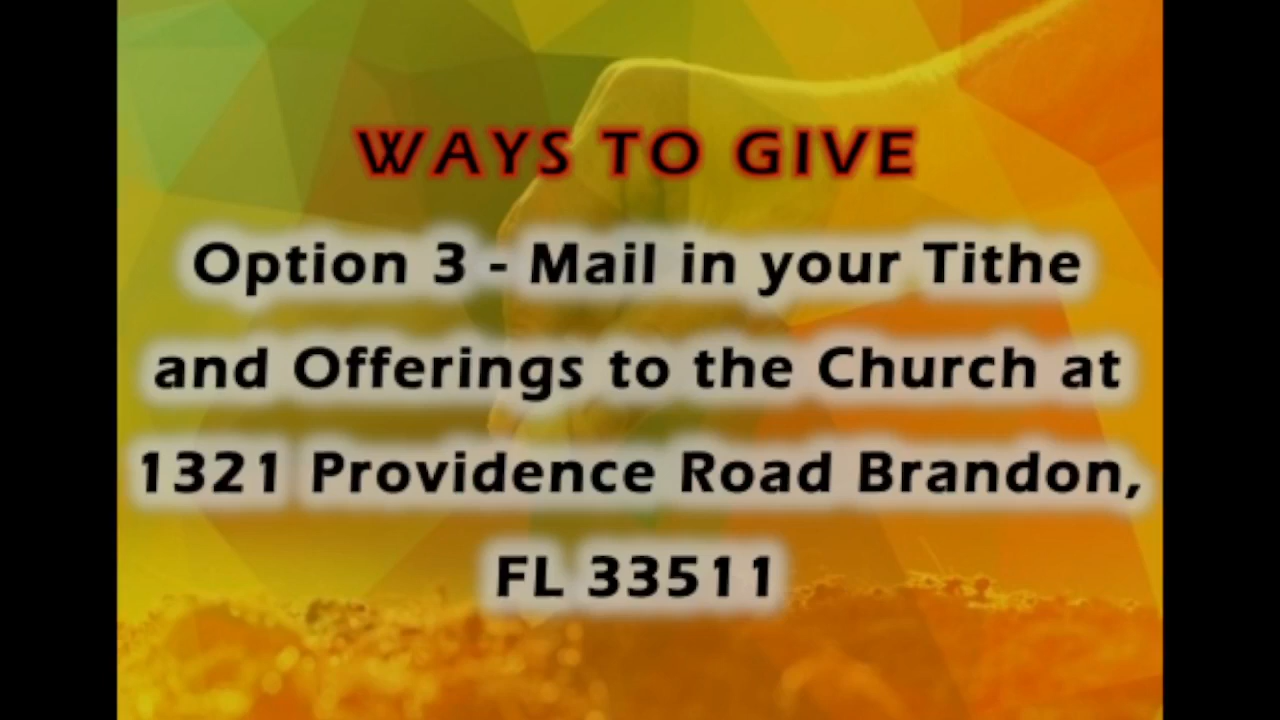 WAYS TO GIVE
Option 3 - Mail in your Tithe
and Offerings to the Church at
1321 Providence Road Brandon,
FL 33511